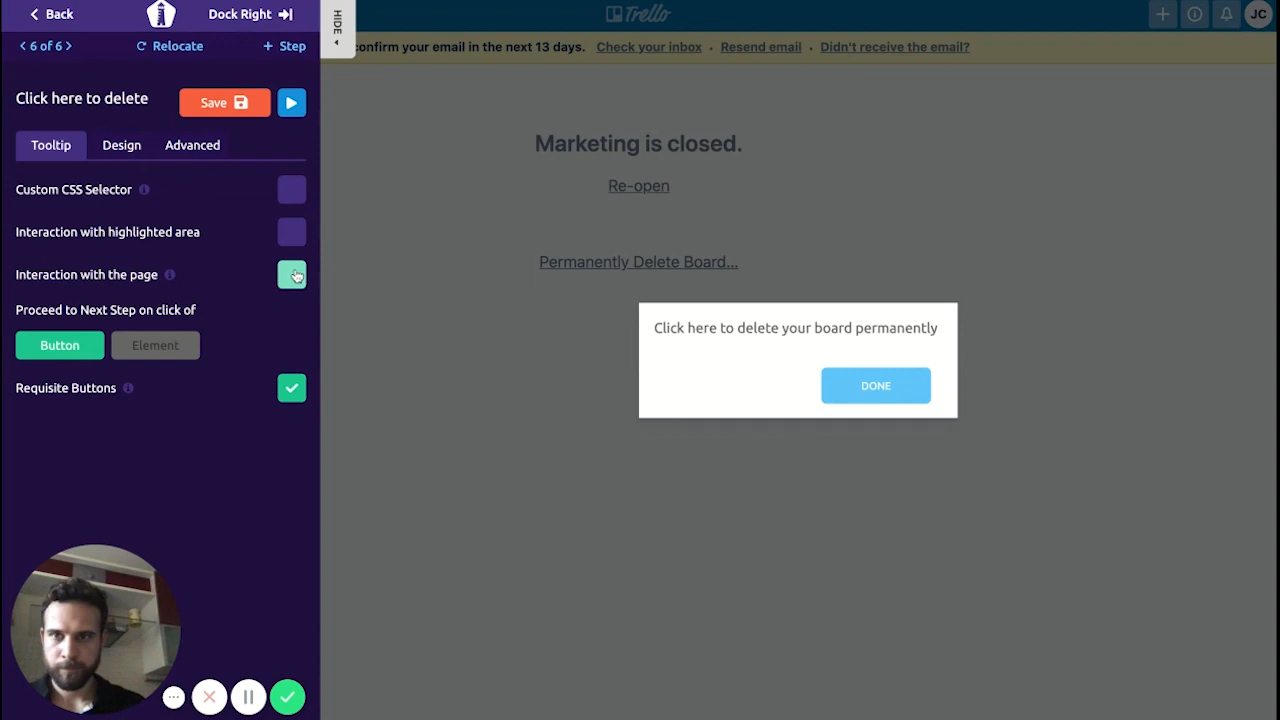 Back
Dock Right
6 of 6
Relocate
+ Step
HIDE
Click here to delete
Save
Tooltip
Design
Advanced
Custom CSS Selector
Interaction with highlighted area
Interaction with the page
Proceed to Next Step on click of
Button
Element
Requisite Buttons
Trello
JC
confirm your email in the next 13 days. Check your inbox · Resend email · Didn't receive the email?
Marketing is closed.
Re-open
Permanently Delete Board...
Click here to delete your board permanently
DONE